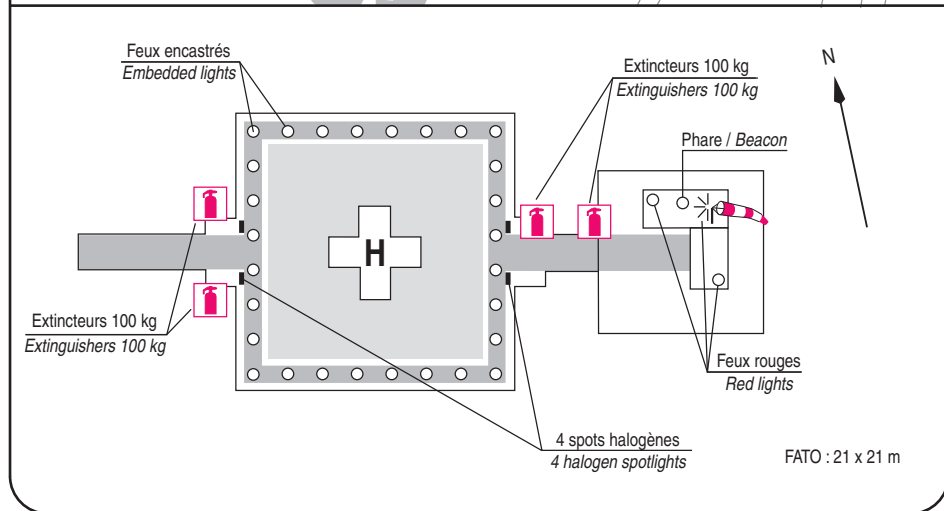 Feux encastrés
Embedded lights
Extincteurs 100 kg
Extinguishers 100 kg
N
Phare / Beacon
H
Extincteurs 100 kg
Extinguishers 100 kg
Feux rouges
Red lights
4 spots halogènes
4 halogen spotlights
FATO : 21 x 21 m